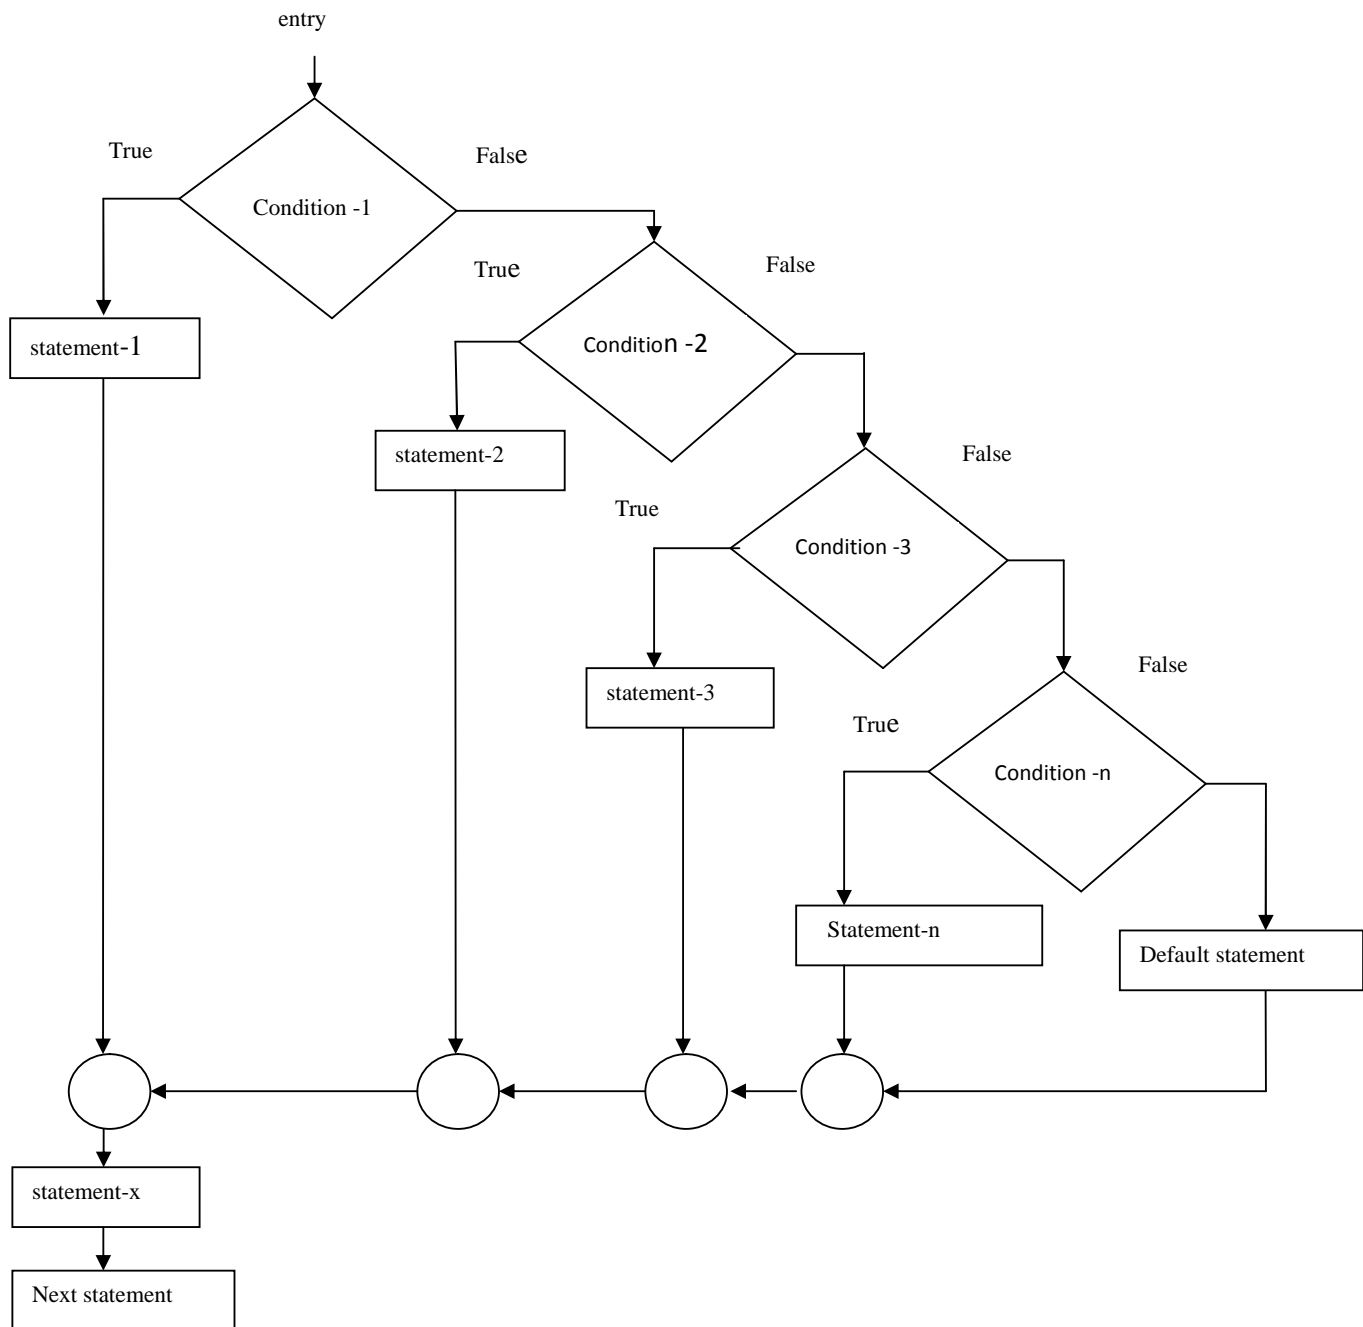 entry
True
False
Condition -1
True
False
statement-1
Condition -2
statement-2
False
True
Condition -3
False
statement-3
True
Condition -n
Statement-n
Default statement
statement-x
Next statement